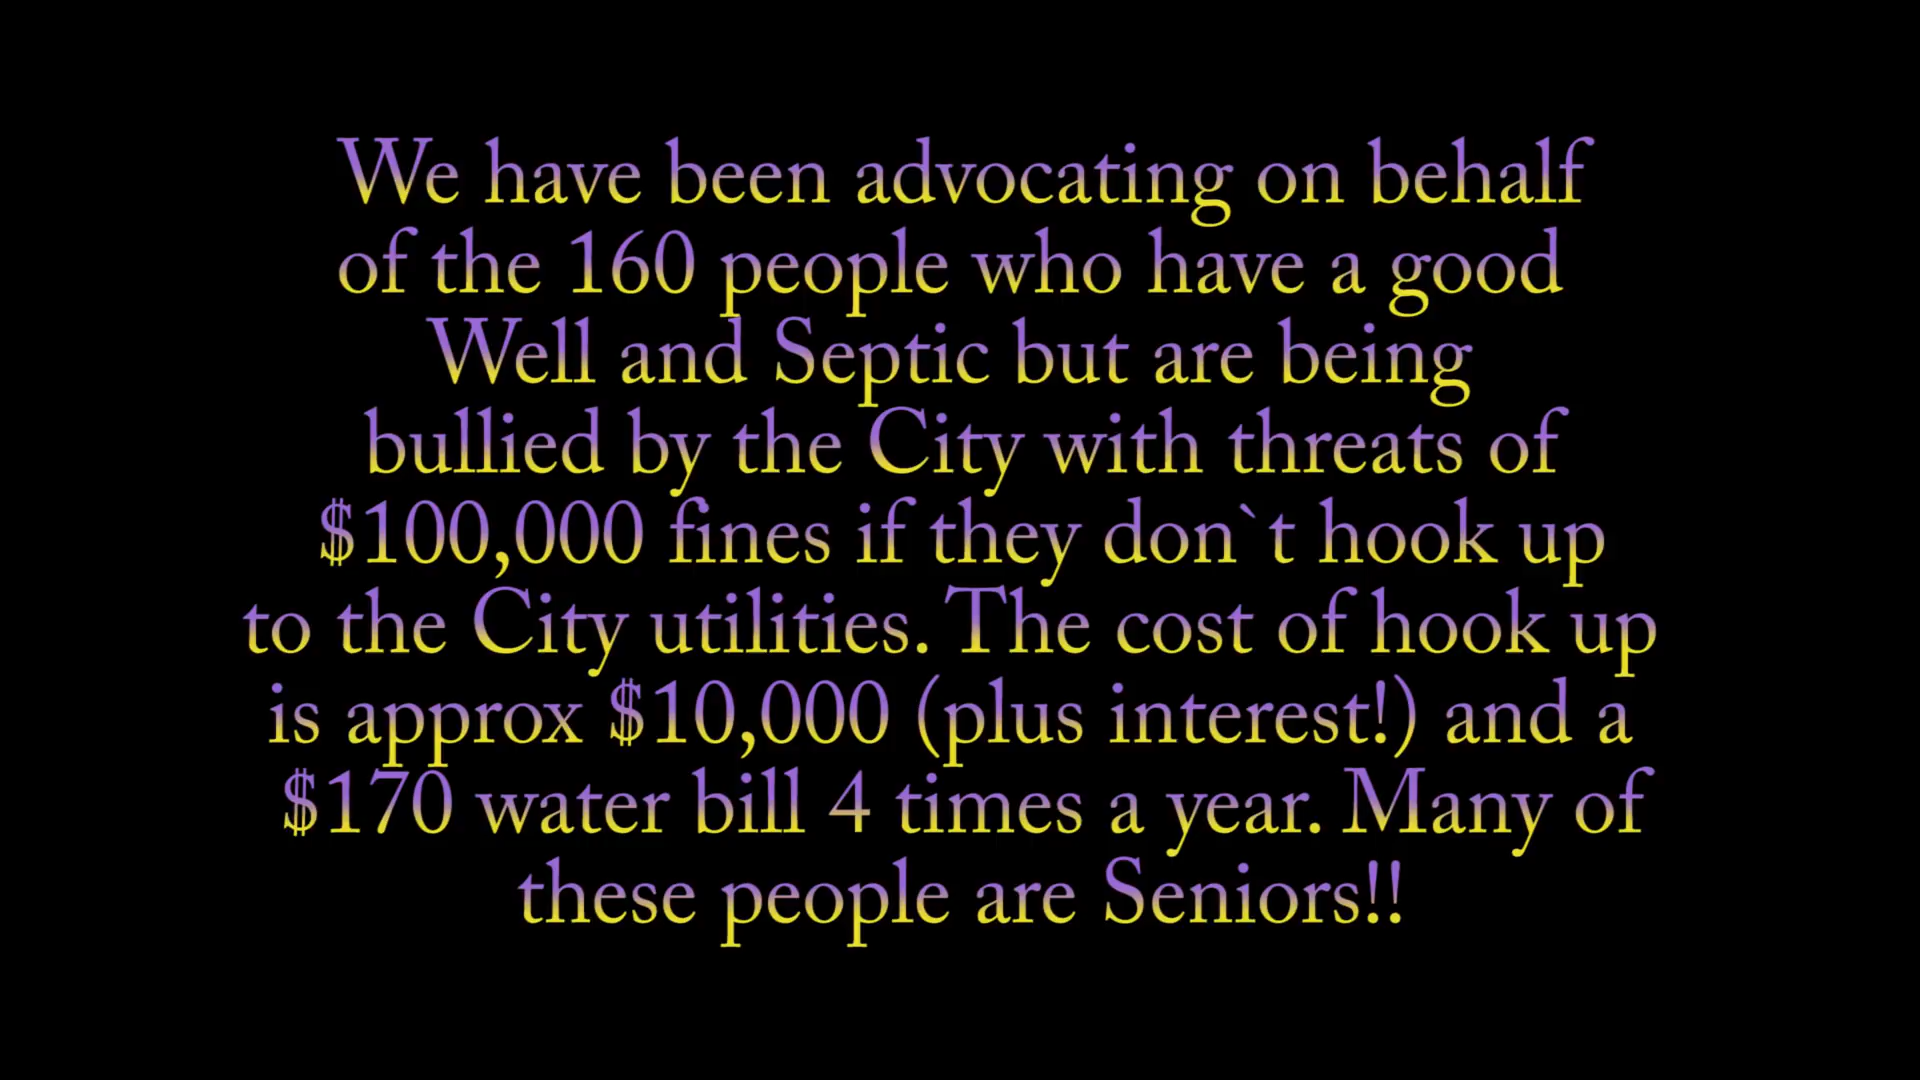 We have been advocating on behalf
of the 160 people who have a good
Well and Septic but are being
bullied by the City with threats of
$100,000 fines if they don`t hook up
to the City utilities. The cost of hook up
is approx $10,000 (plus interest!) and a
$170 water bill 4 times a year. Many of
these people are Seniors!!